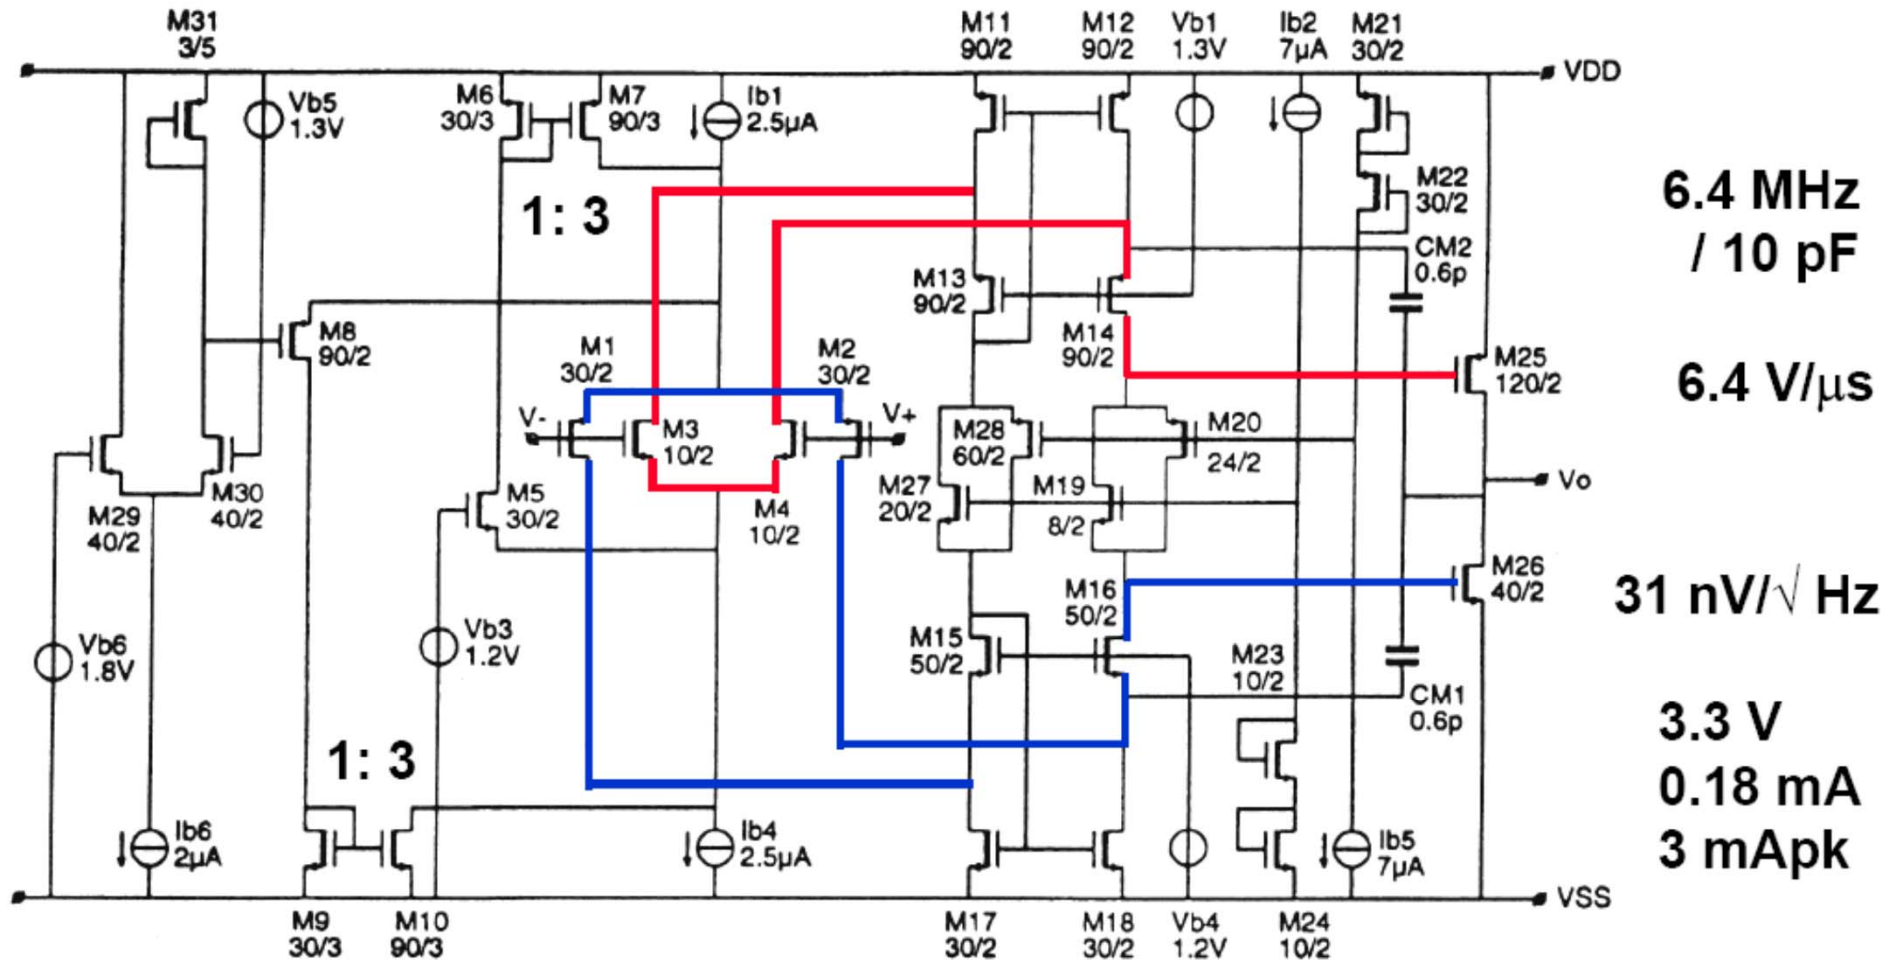 M31
3/5
M11
90/2
M12
90/2
Vb1
1.3V
Ib2
7μA
M21
30/2
VDD
Vb5
1.3V
M6
30/3
M7
90/3
Ib1
2.5μA
M22
30/2
6.4 MHz
/ 10 pF
1: 3
CM2
0.6p
M13
90/2
M8
90/2
M1
30/2
M2
30/2
M14
90/2
M25
120/2
6.4 V/μs
V-
V+
M3
10/2
M28
60/2
M20
24/2
Vo
M29
40/2
M30
40/2
M5
30/2
M4
10/2
M27
20/2
M19
8/2
M26
40/2
31 nV/√ Hz
M16
50/2
M15
50/2
Vb6
1.8V
Vb3
1.2V
M23
10/2
CM1
0.6p
3.3 V
0.18 mA
3 mApk
1: 3
Ib6
2μA
Ib4
2.5μA
Ib5
7μA
VSS
M9
30/3
M10
90/3
M17
30/2
M18
30/2
Vb4
1.2V
M24
10/2